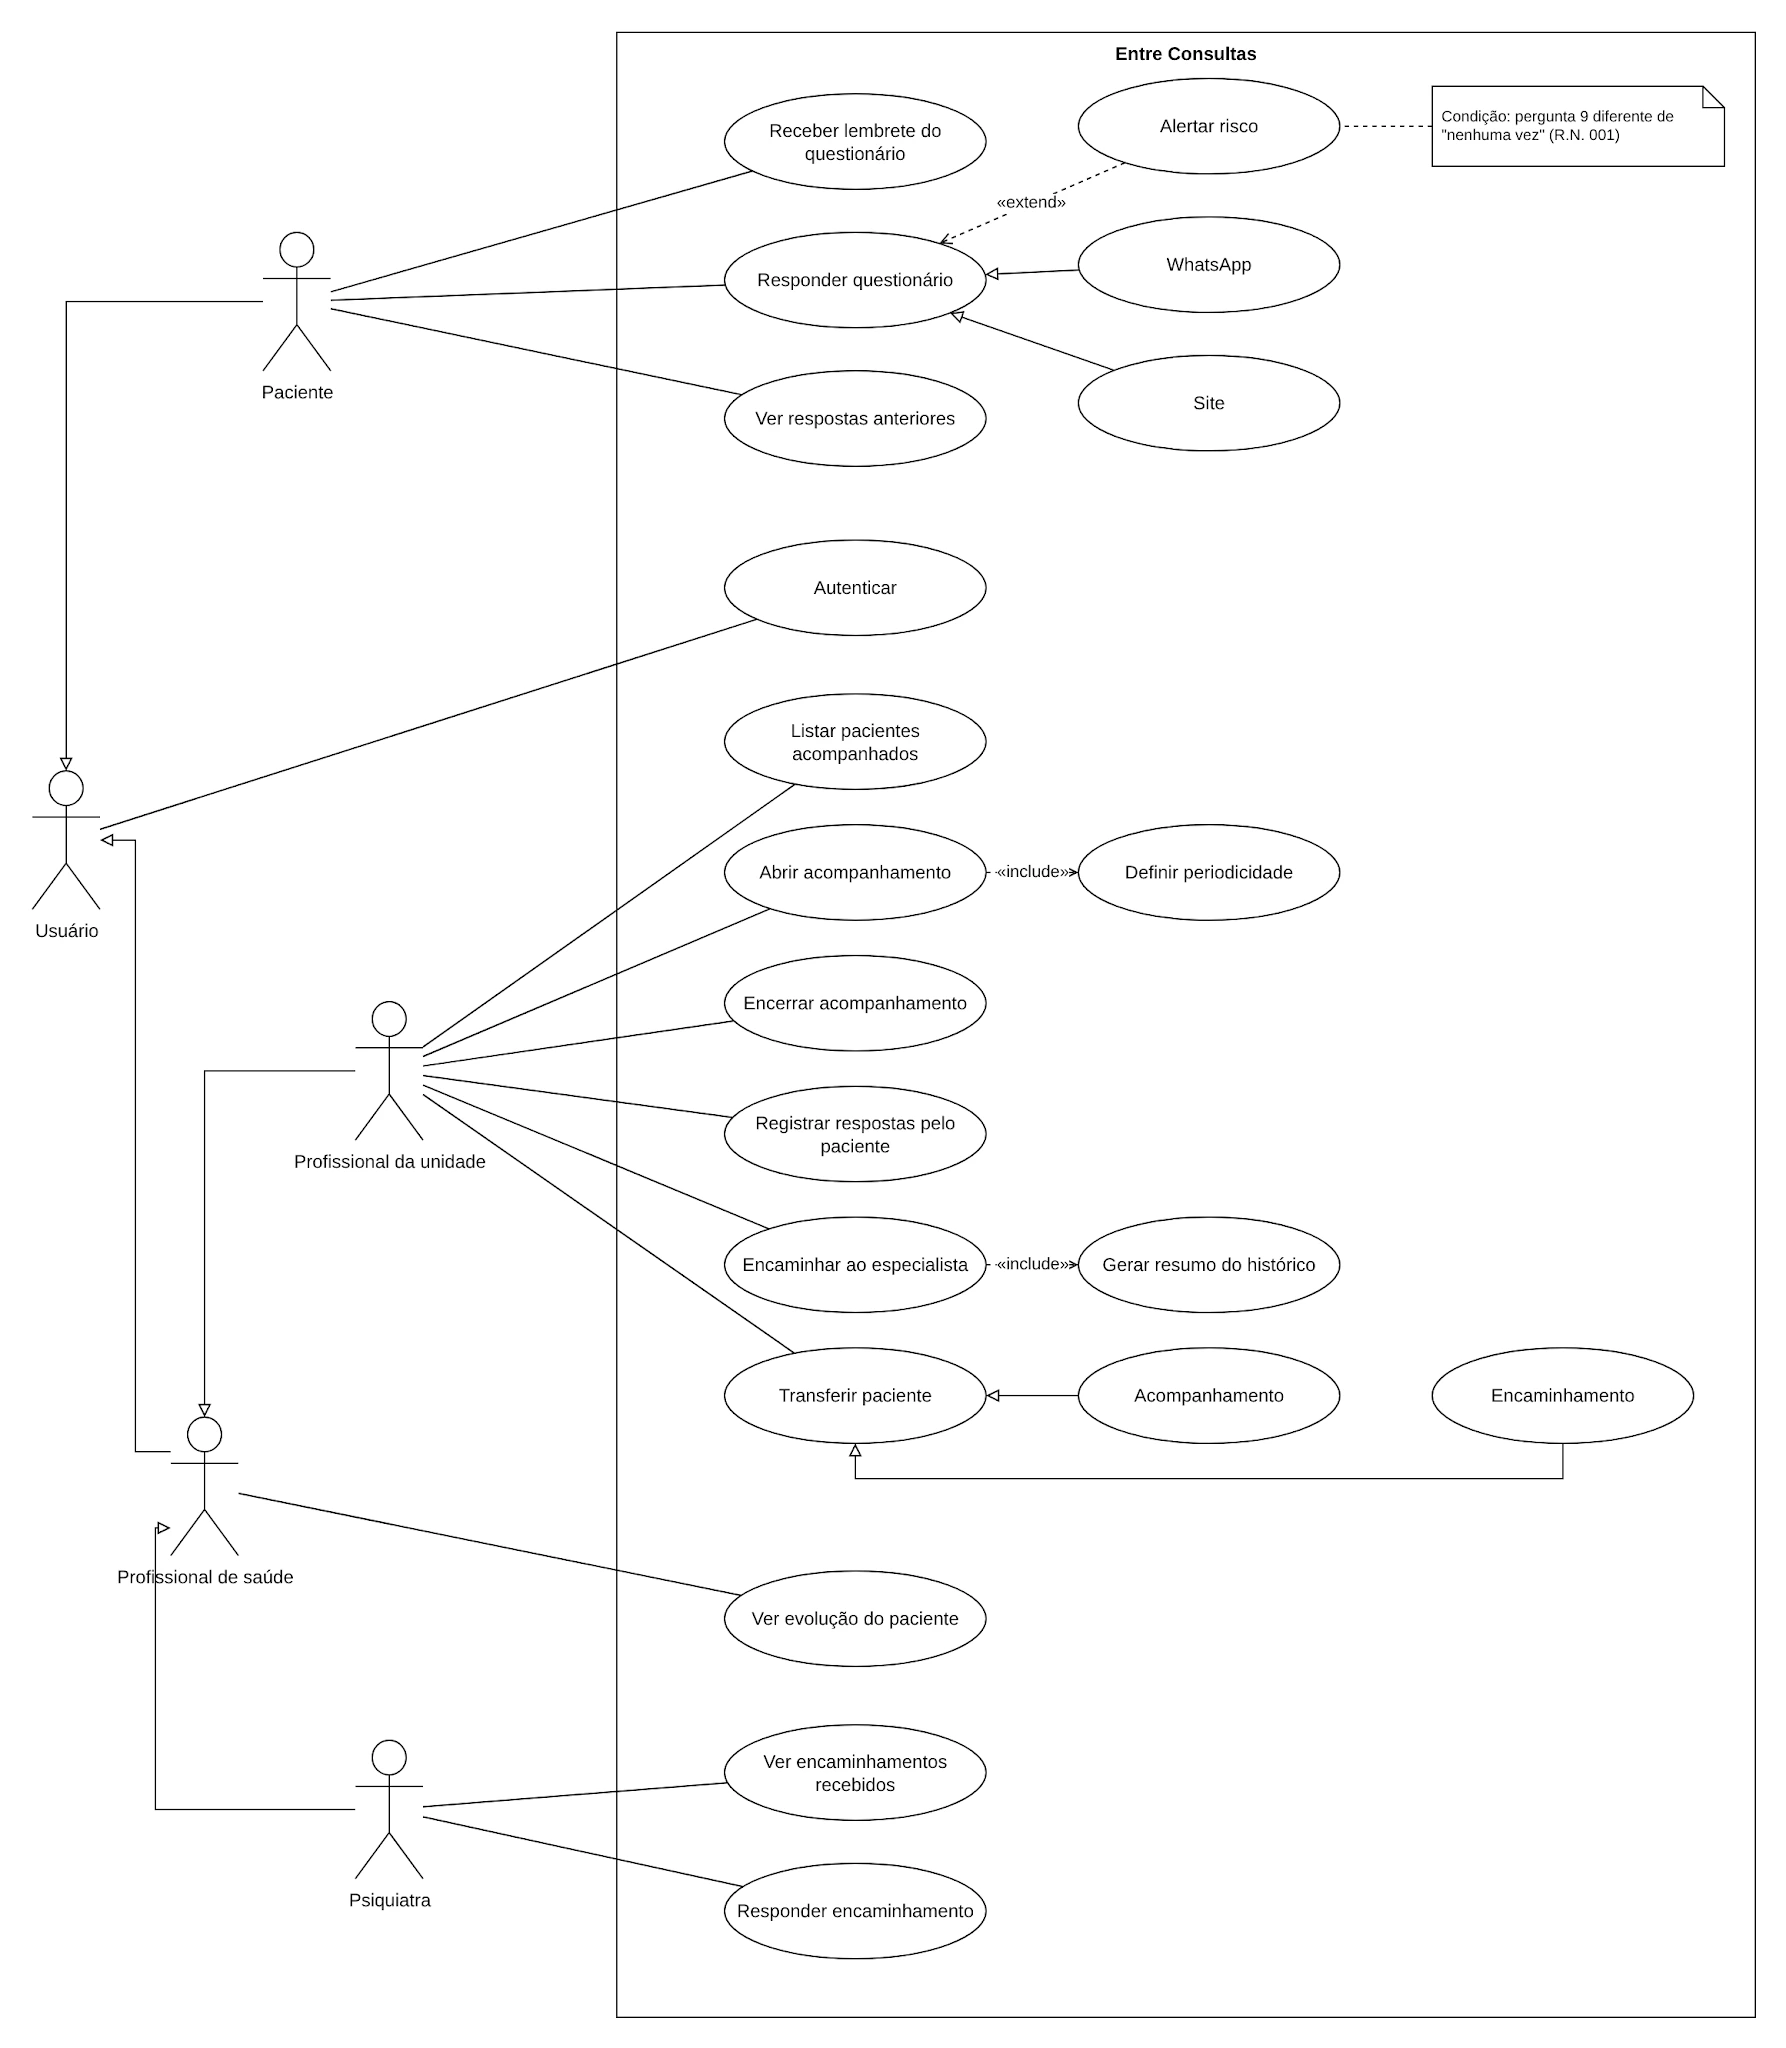 Entre Consultas
Receber lembrete do
questionário
Alertar risco
Condição: pergunta 9 diferente de
"nenhuma vez" (R.N. 001)
«extend»
Responder questionário
WhatsApp
Paciente
Ver respostas anteriores
Site
Autenticar
Listar pacientes
acompanhados
Abrir acompanhamento
«include»
Definir periodicidade
Usuário
Encerrar acompanhamento
Registrar respostas pelo
paciente
Profissional da unidade
Encaminhar ao especialista
«include»
Gerar resumo do histórico
Transferir paciente
Acompanhamento
Encaminhamento
Profissional de saúde
Ver evolução do paciente
Ver encaminhamentos
recebidos
Psiquiatra
Responder encaminhamento